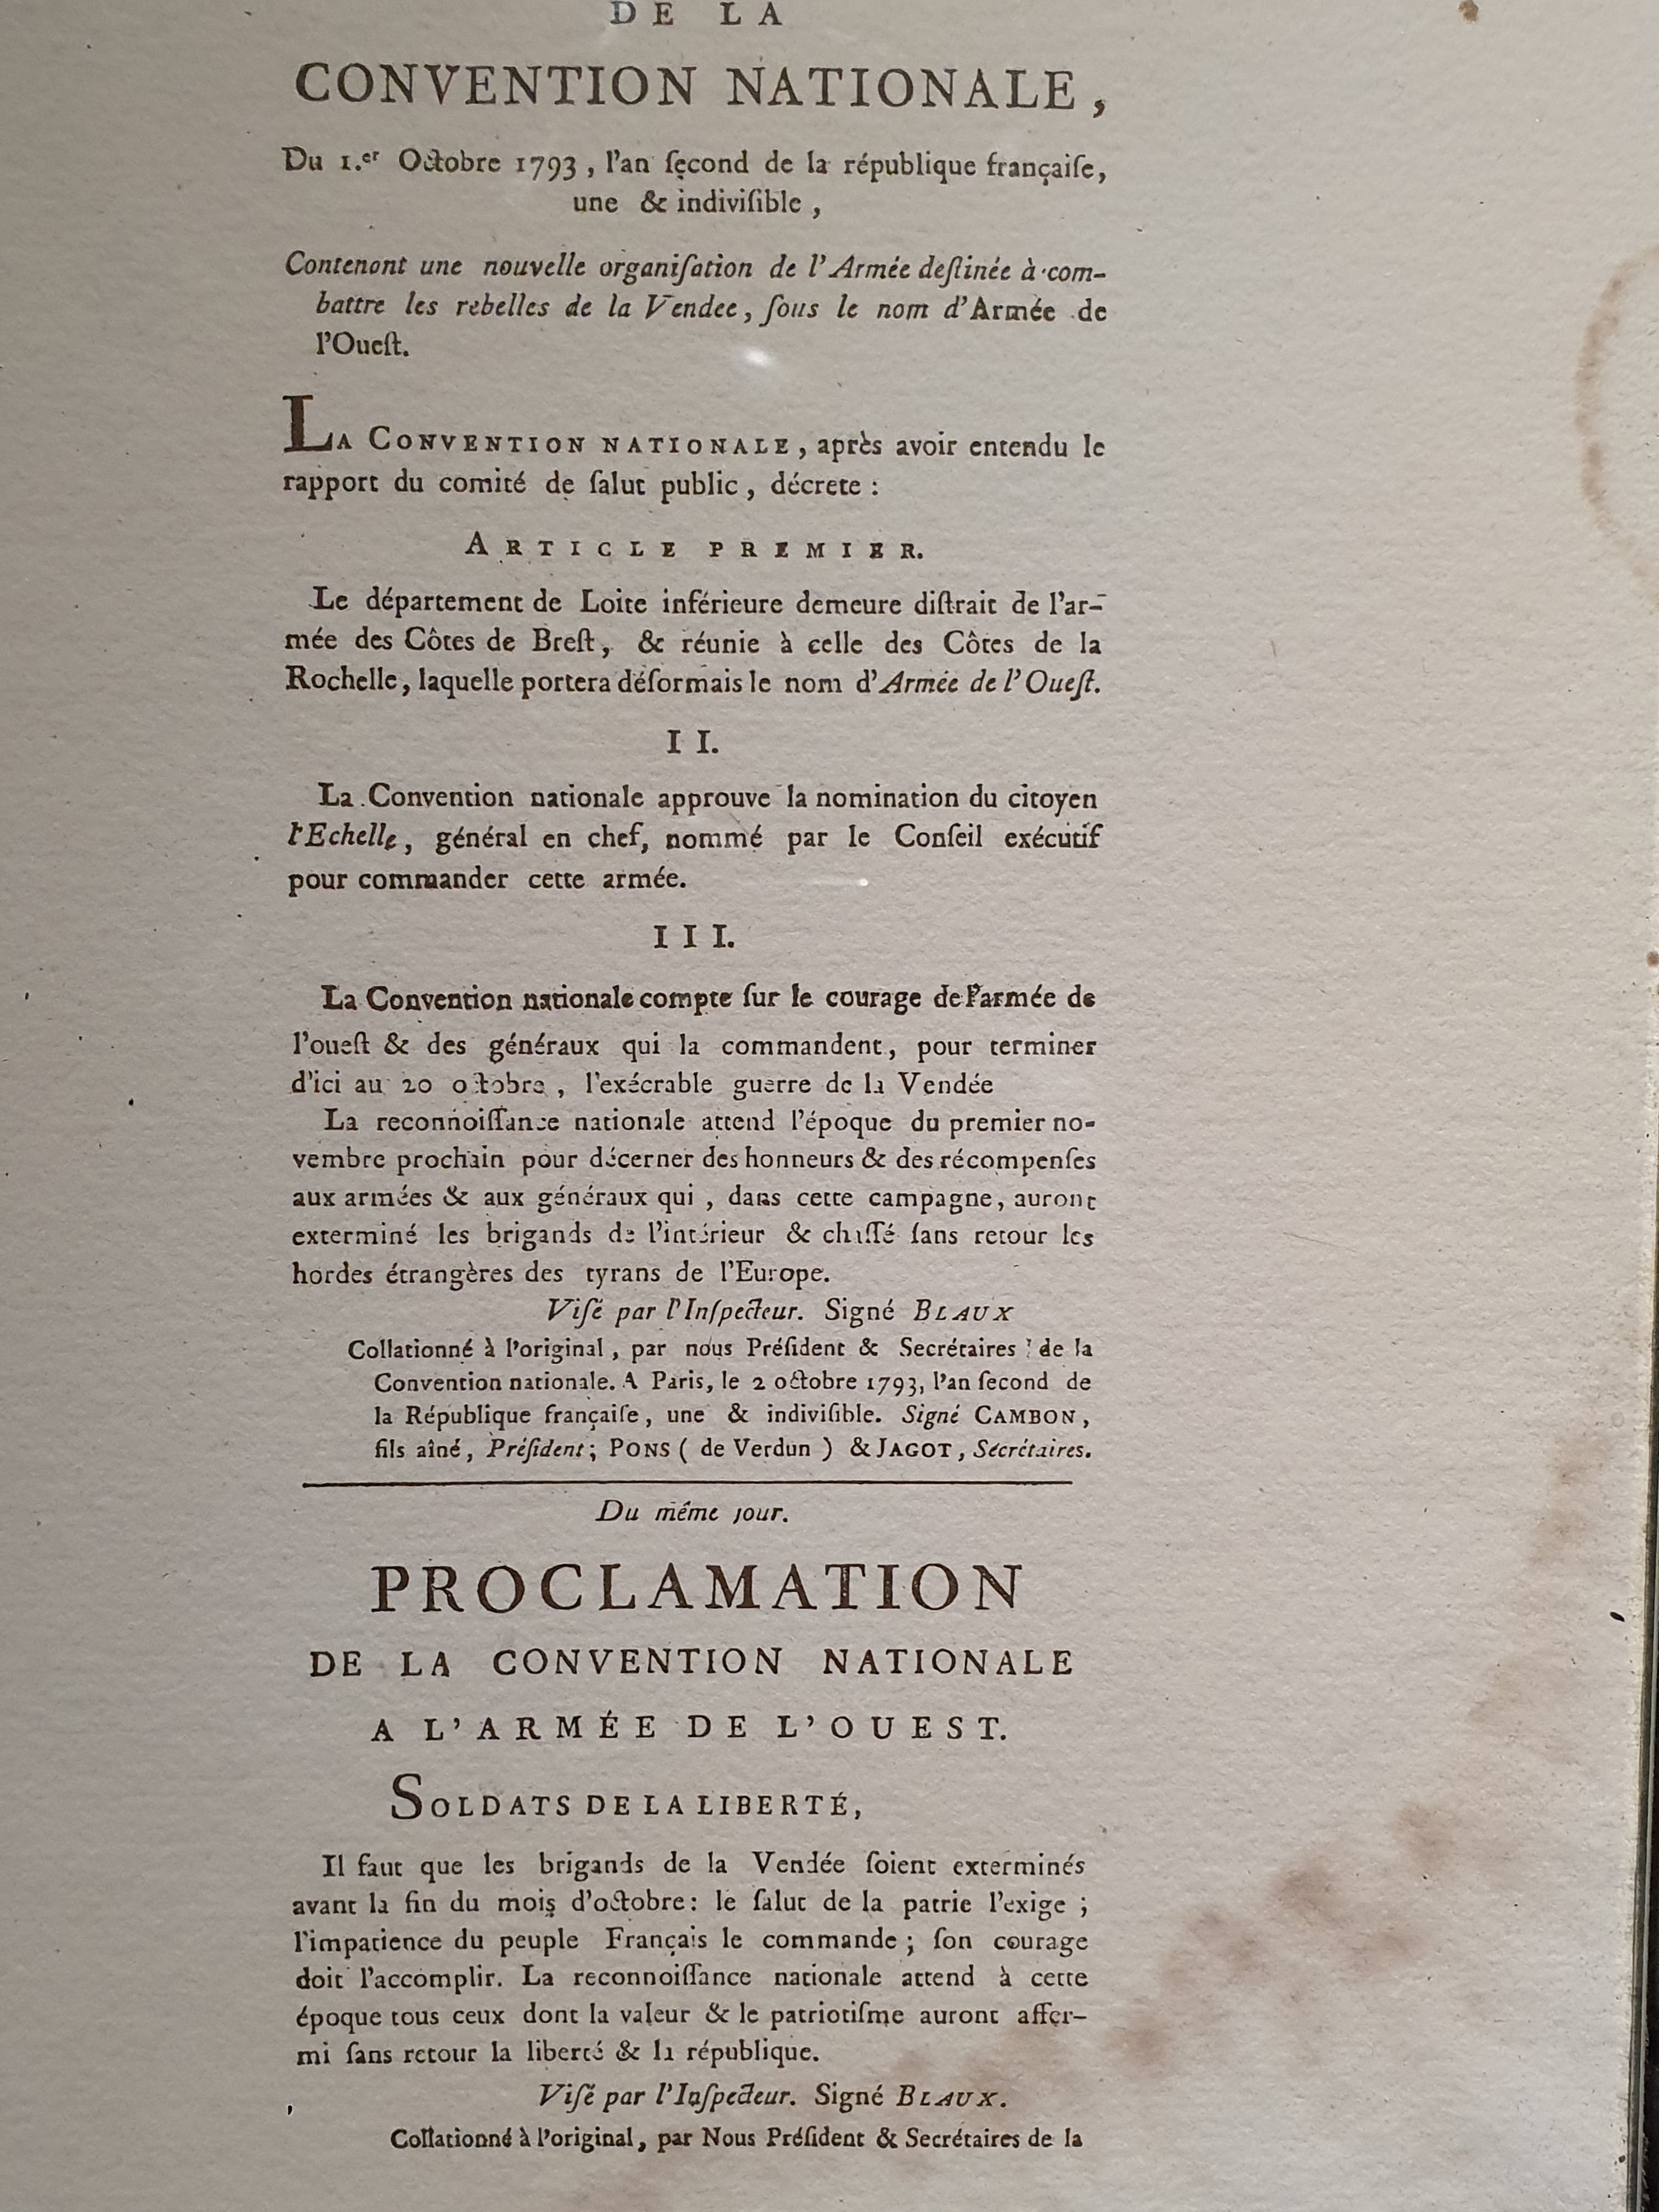 DE LA
CONVENTION NATIONALE,
Du 1.er Octobre 1793, l'an ſecond de la république françaiſe,
une & indiviſible,
Contenant une nouvelle organiſation de l'Armée deſtinée à com-
battre les rebelles de la Vendee, ſous le nom d'Armée de
l'Oueſt.
LA CONVENTION NATIONALE, après avoir entendu le
rapport du comité de ſalut public, décrete :
ARTICLE PREMIER.
Le département de Loite inférieure demeure diſtrait de l'ar-
mée des Côtes de Breſt, & réunie à celle des Côtes de la
Rochelle, laquelle portera déſormais le nom d'Armée de l'Oueſt.
II.
La Convention nationale approuve la nomination du citoyen
l'Echelle, général en chef, nommé par le Conſeil exécutif
pour commander cette armée.
III.
La Convention nationale compte ſur le courage de l'armée de
l'oueſt & des généraux qui la commandent, pour terminer
d'ici au 20 octobre, l'exécrable guerre de la Vendée
La reconnoiſſance nationale attend l'époque du premier no-
vembre prochain pour décerner des honneurs & des récompenſes
aux armées & aux généraux qui, dans cette campagne, auront
exterminé les brigands de l'intérieur & chaſſé ſans retour les
hordes étrangères des tyrans de l'Europe.
Viſé par l'Inſpecteur. Signé BLAUX
Collationné à l'original, par nous Préſident & Secrétaires de la
Convention nationale. A Paris, le 2 octobre 1793, l'an ſecond de
la République françaiſe, une & indiviſible. Signé CAMBON,
fils aîné, Préſident; PONS ( de Verdun ) & JAGOT, Secrétaires.
Du même jour.
PROCLAMATION
DE LA CONVENTION NATIONALE
A L'ARMÉE DE L'OUEST.
SOLDATS DE LA LIBERTÉ,
Il faut que les brigands de la Vendée ſoient exterminés
avant la fin du mois d'octobre: le ſalut de la patrie l'exige ;
l'impatience du peuple Français le commande ; ſon courage
doit l'accomplir. La reconnoiſſance nationale attend à cette
époque tous ceux dont la valeur & le patriotiſme auront affer-
mi ſans retour la liberté & la république.
Viſé par l'Inſpecteur. Signé BLAUX.
Collationné à l'original, par Nous Préſident & Secrétaires de la